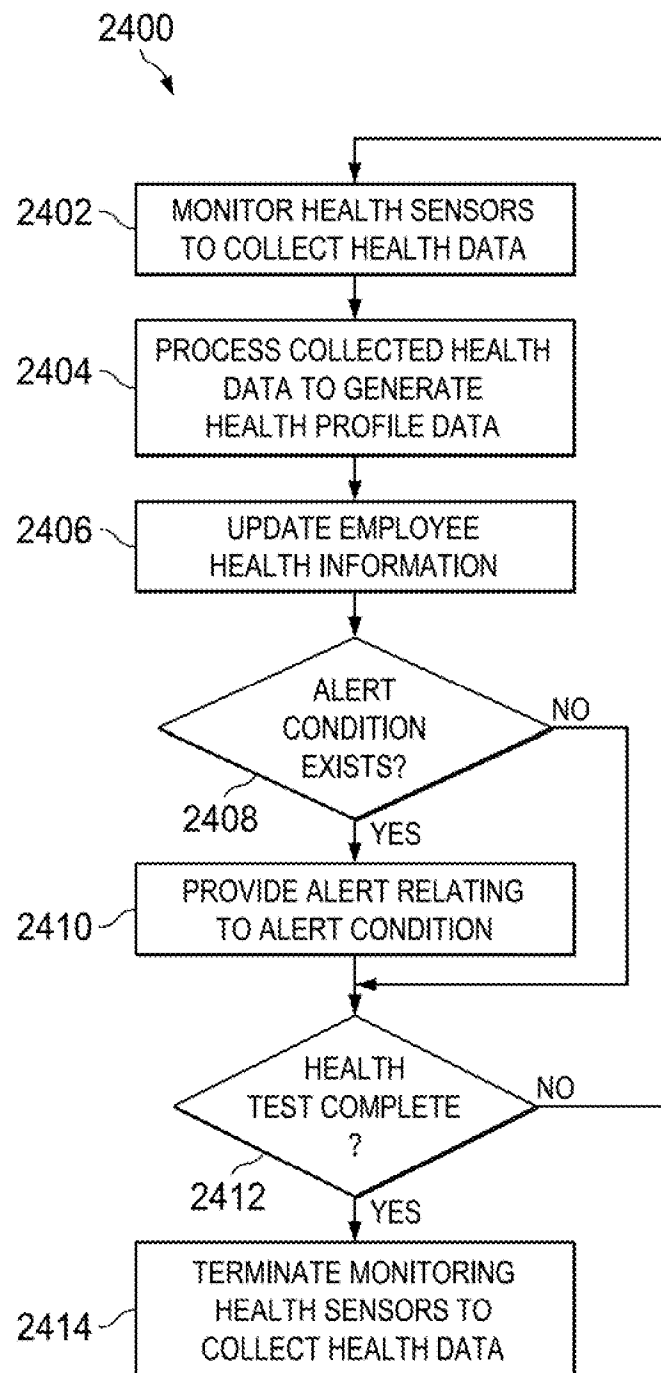 2400
2402
MONITOR HEALTH SENSORS
TO COLLECT HEALTH DATA
2404
PROCESS COLLECTED HEALTH
DATA TO GENERATE
HEALTH PROFILE DATA
2406
UPDATE EMPLOYEE
HEALTH INFORMATION
ALERT
CONDITION
EXISTS?
NO
2408
YES
2410
PROVIDE ALERT RELATING
TO ALERT CONDITION
HEALTH
TEST COMPLETE
?
NO
2412
YES
2414
TERMINATE MONITORING
HEALTH SENSORS TO
COLLECT HEALTH DATA